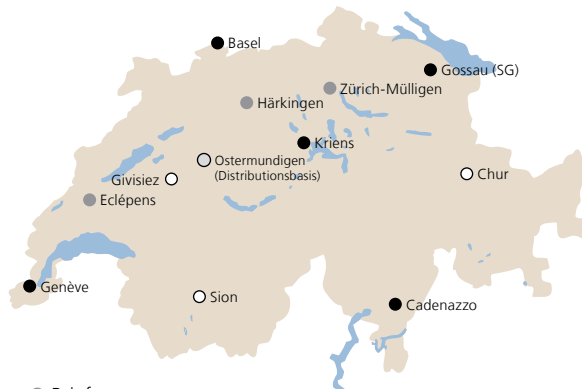 Basel
Gossau (SG)
Zürich-Mülligen
Härkingen
Kriens
Ostermundigen
(Distributionsbasis)
Givisiez
Chur
Eclépens
Genève
Sion
Cadenazzo